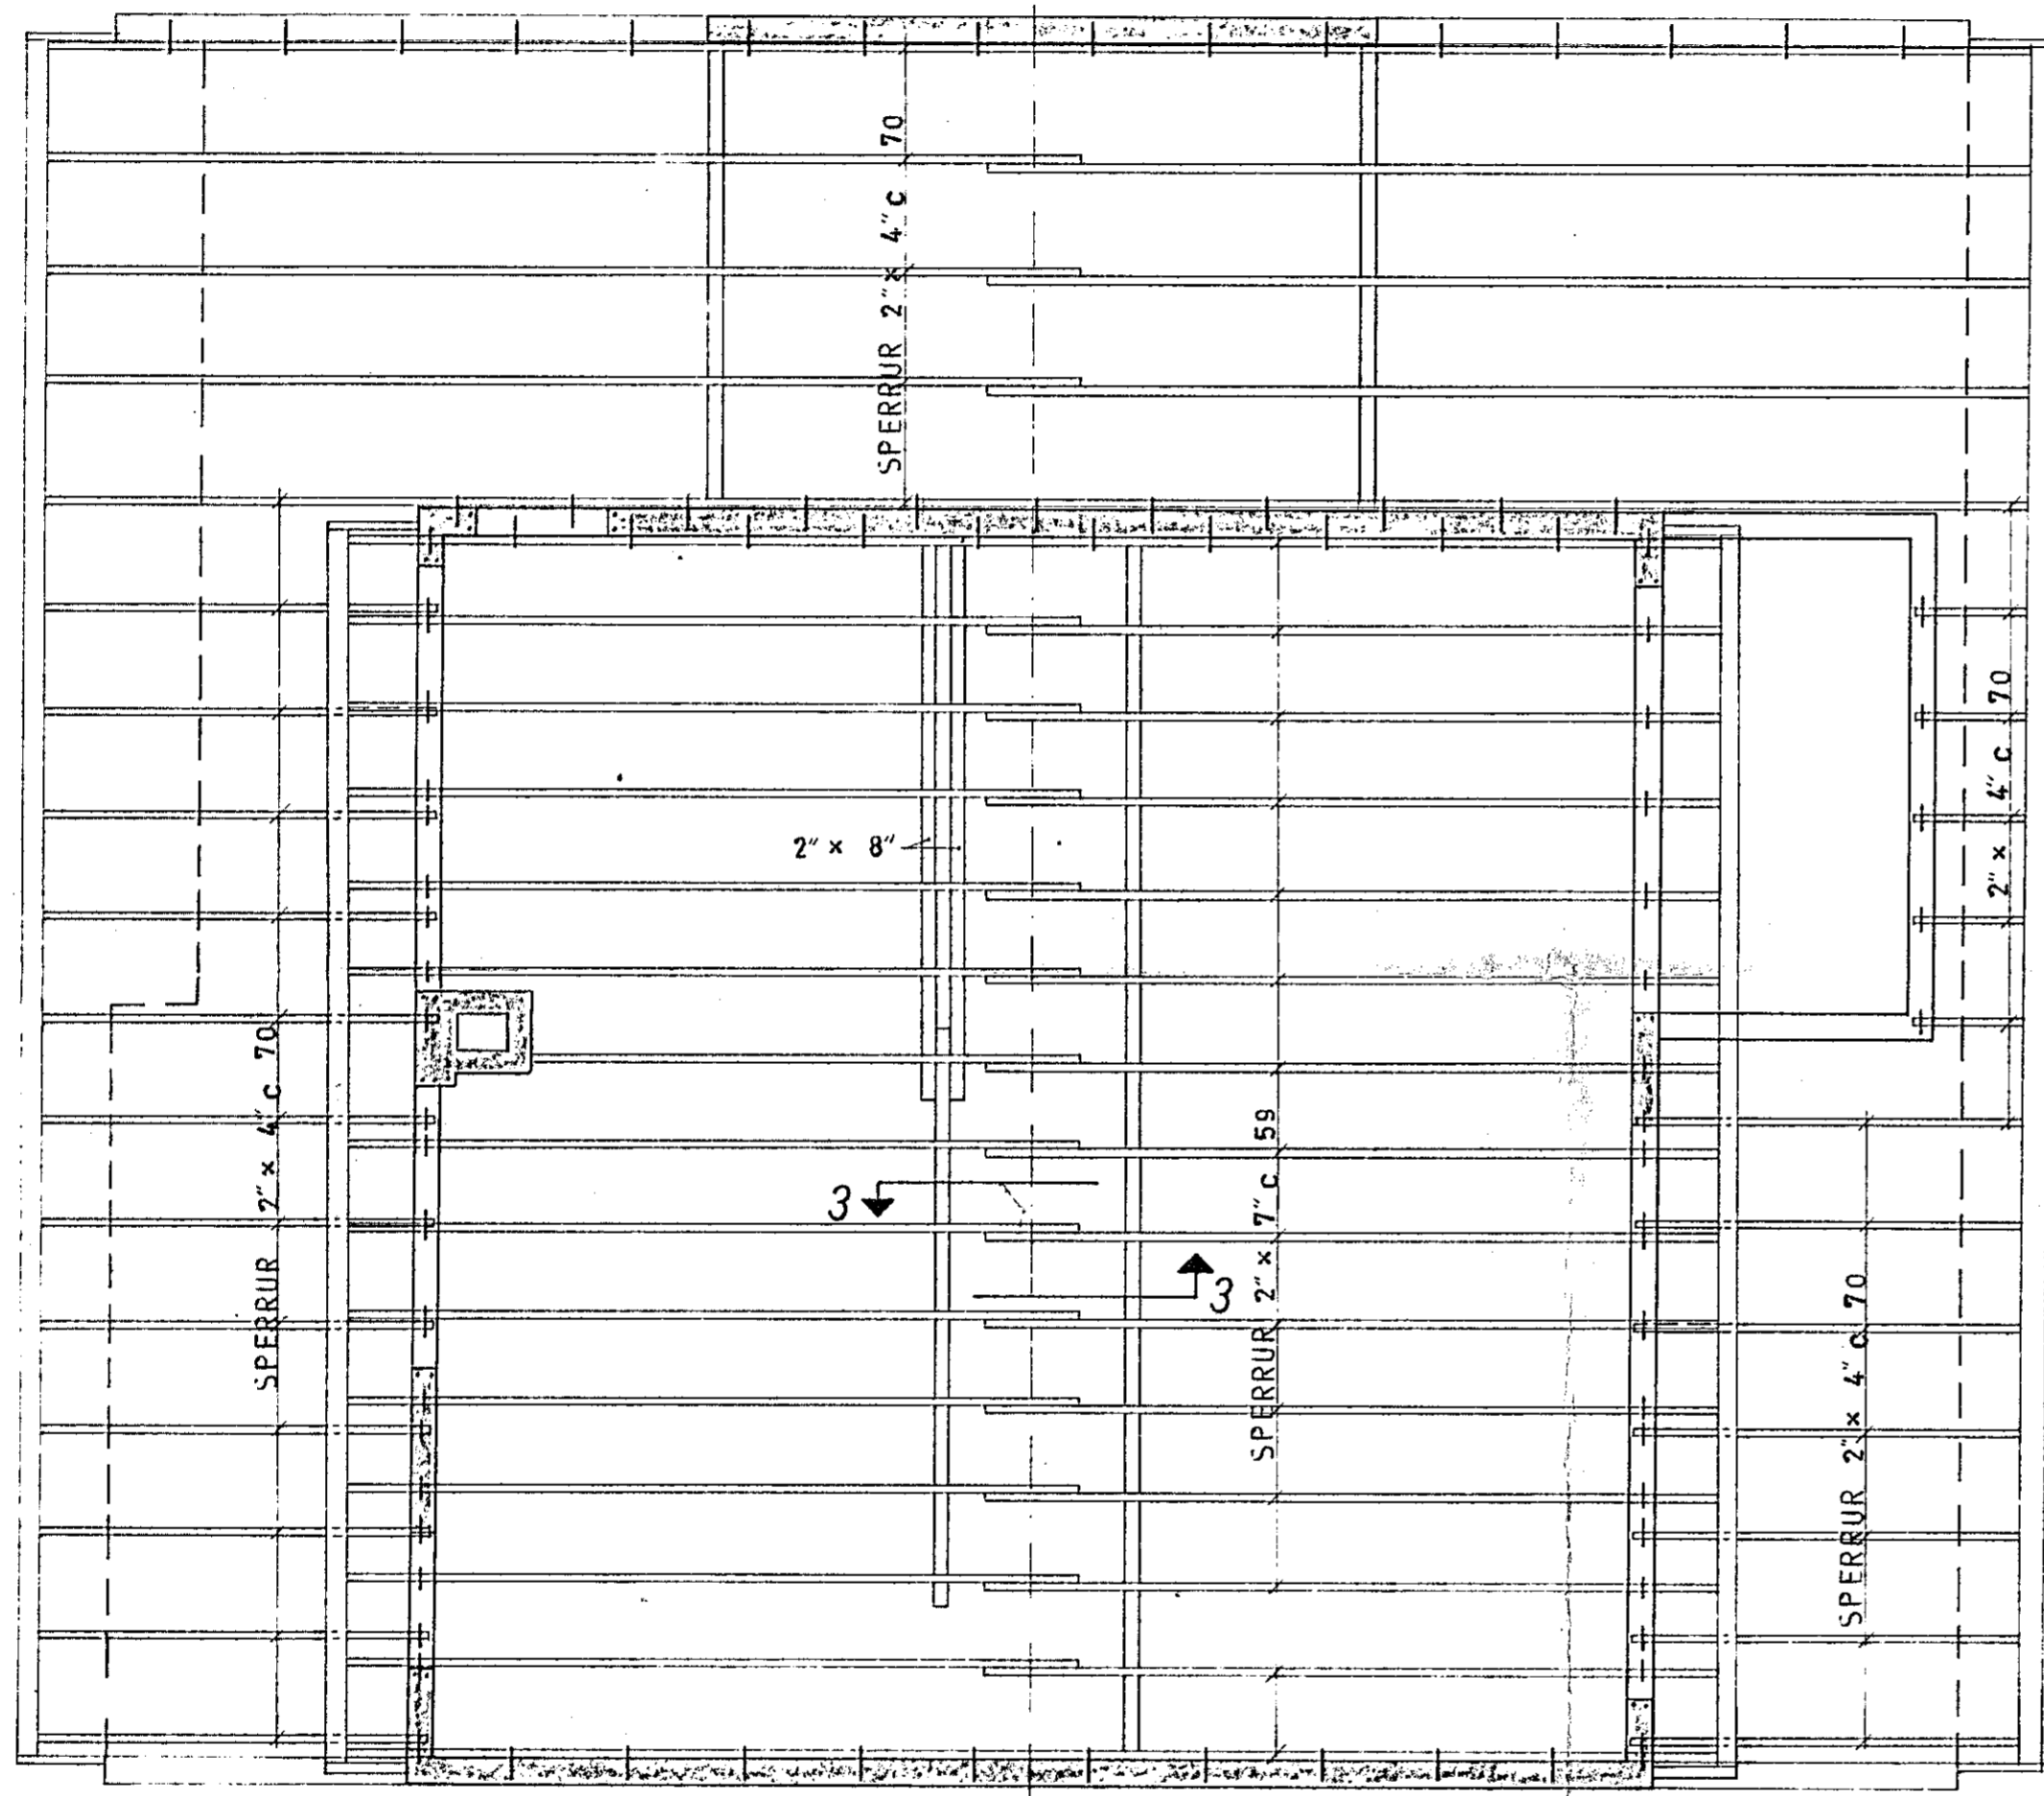 SPERRUR 2" x 4" c 70
2" x 8"
2" x 4" c 70
SPERRUR 2" x 4" c 70
3
3
SPERRUR 2" x 7" c 59
SPERRUR 2" x 4" c 70